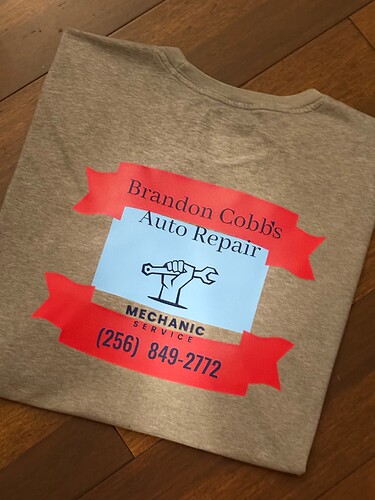 Brandon Cobb's
Auto Repair
MECHANIC
SERVICE
(256) 849-2772